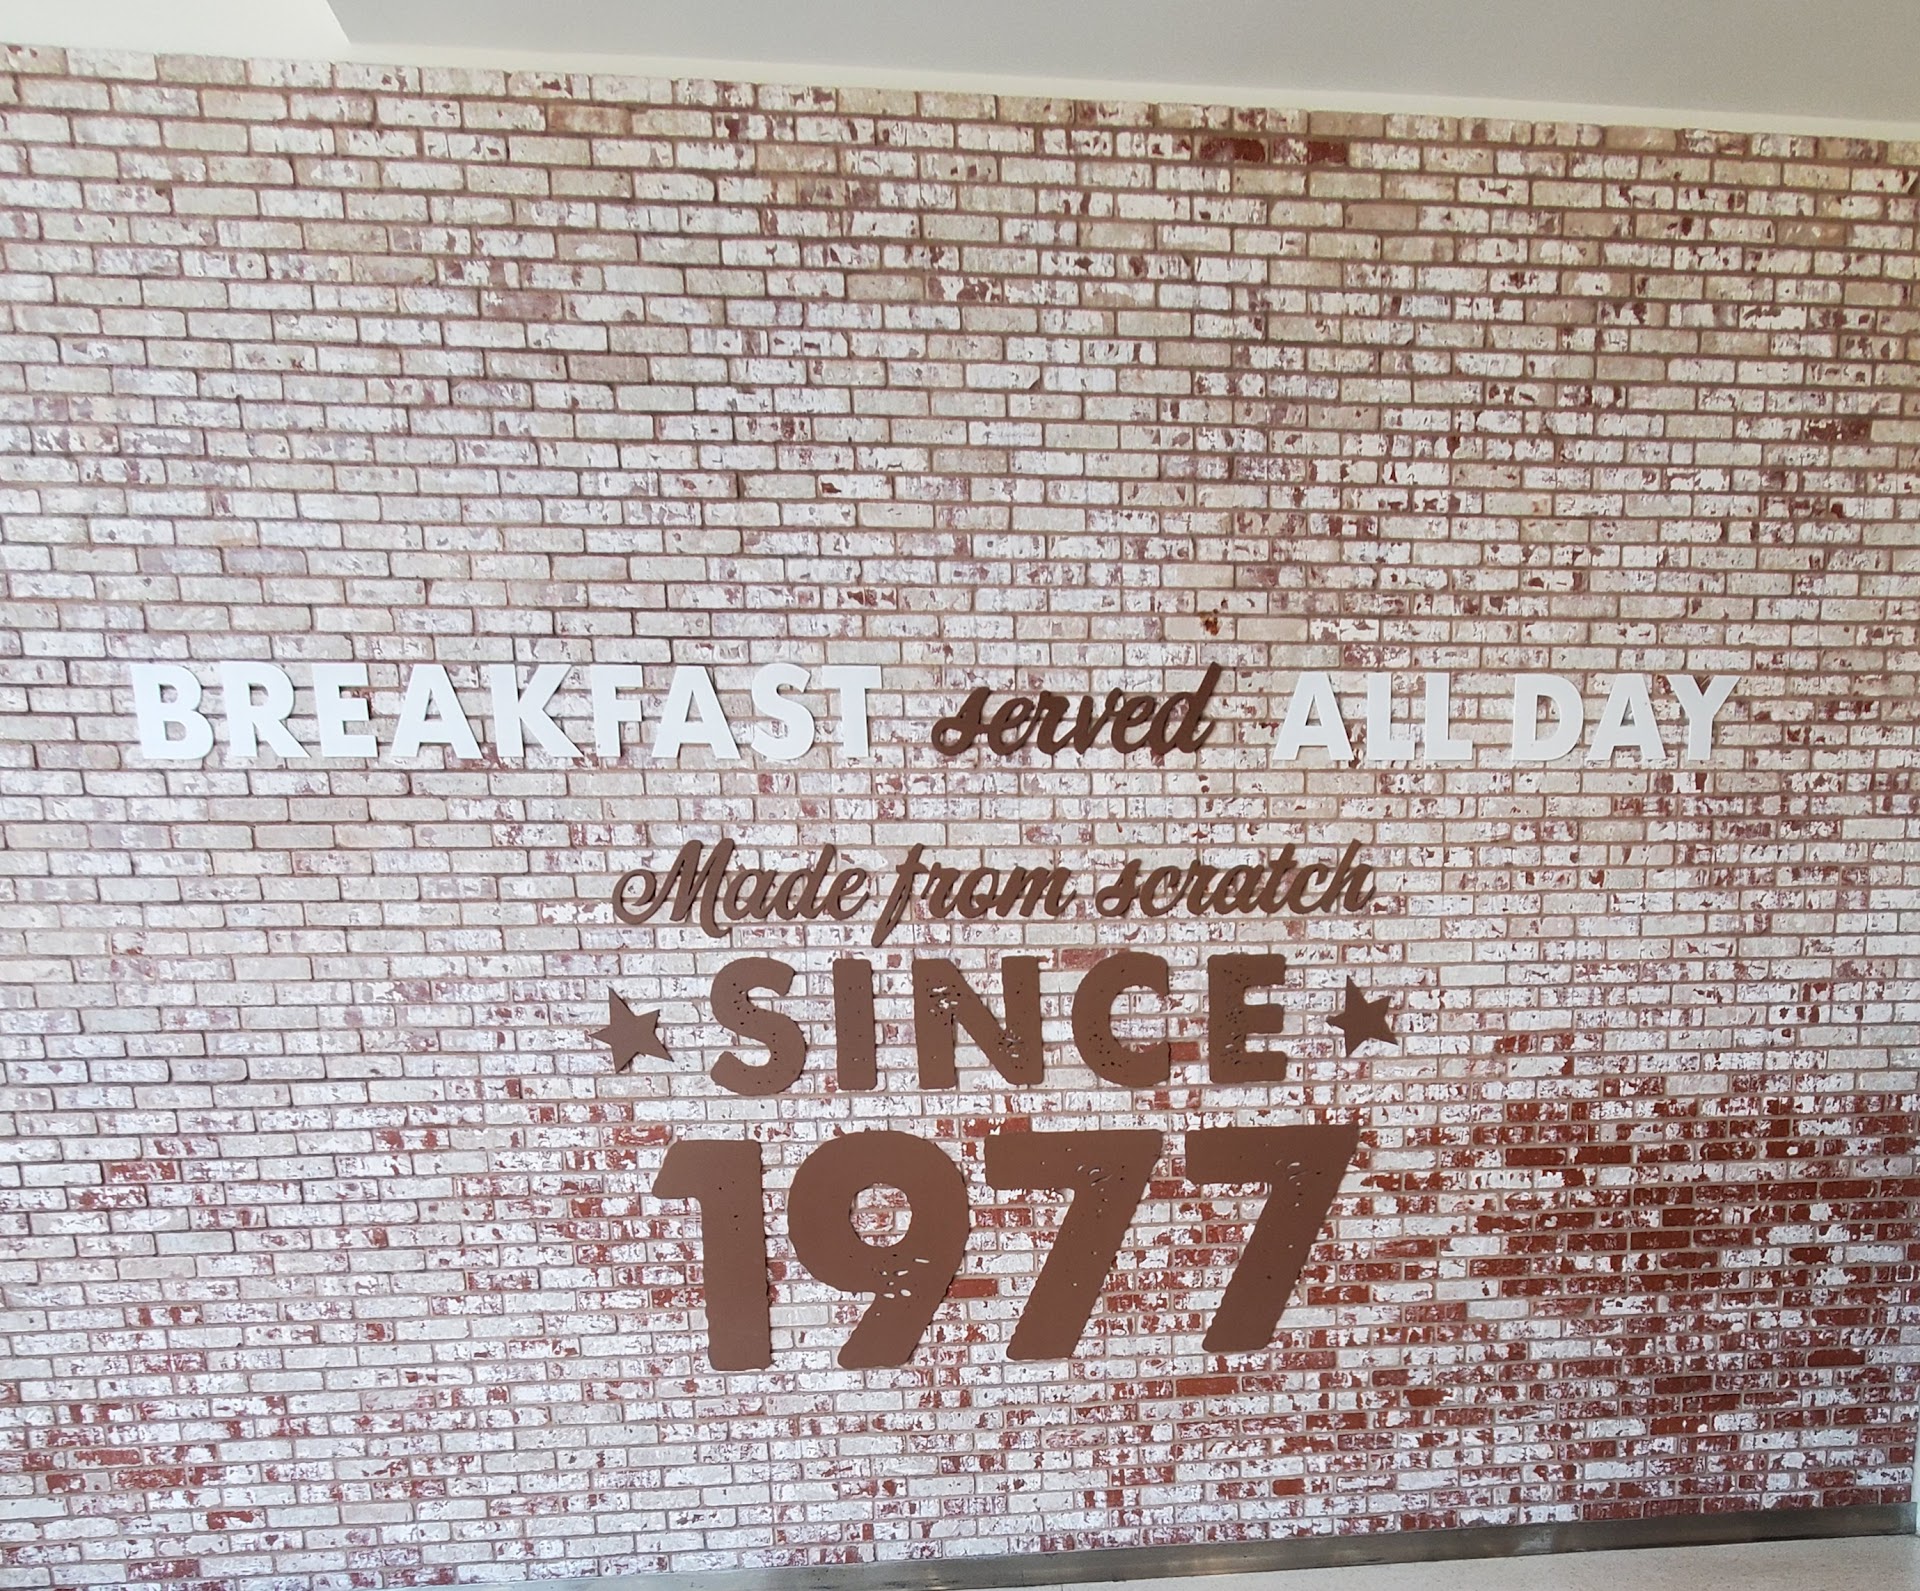 BREAKFAST served ALL DAY
Made from scratch
SINCE
1977